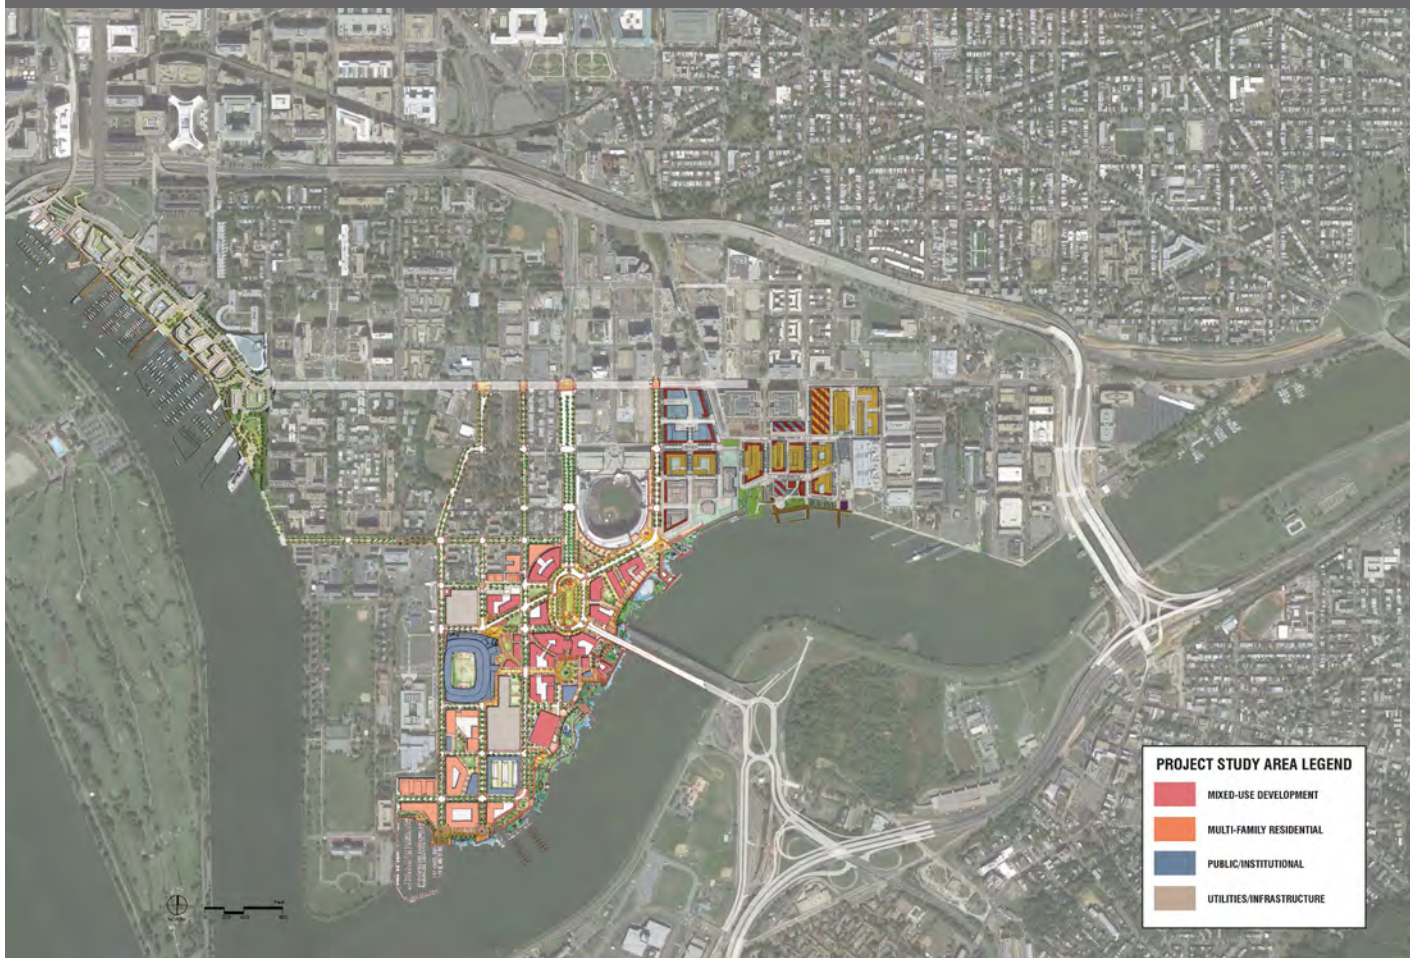 PROJECT STUDY AREA LEGEND
MIXED-USE DEVELOPMENT
MULTI-FAMILY RESIDENTIAL
PUBLIC/INSTITUTIONAL
UTILITIES/INFRASTRUCTURE